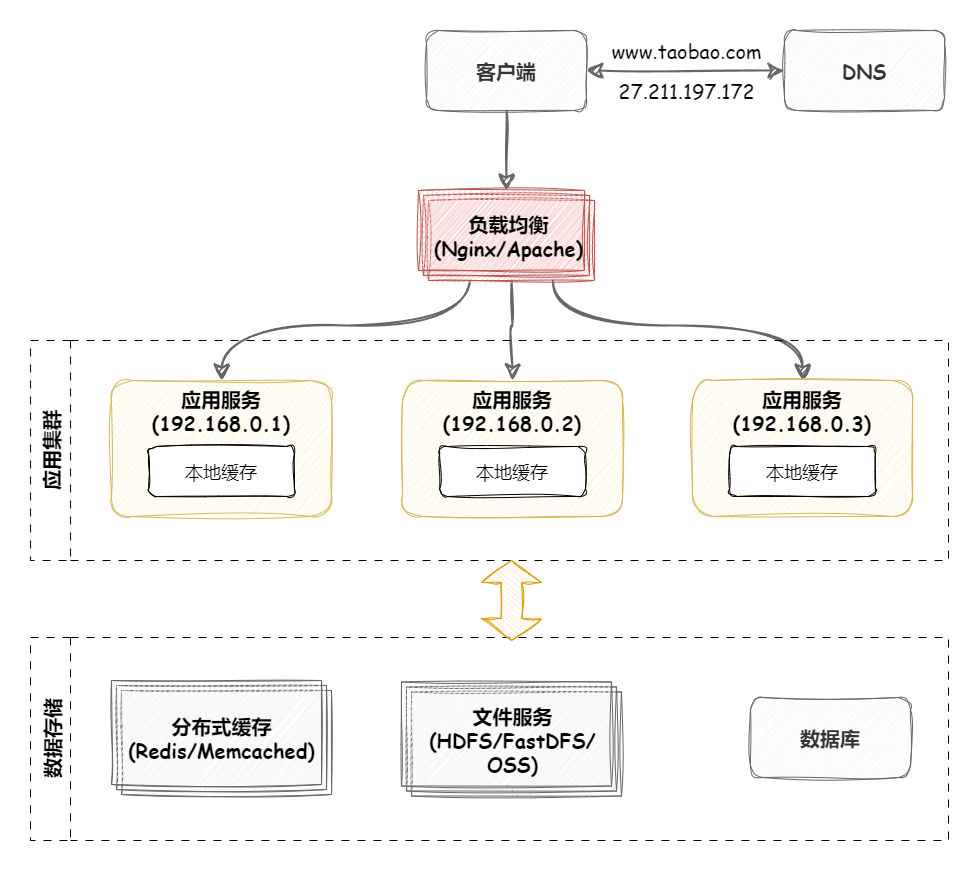 客户端
www.taobao.com
27.211.197.172
DNS
负载均衡
(Nginx/Apache)
应用集群
应用服务
(192.168.0.1)
本地缓存
应用服务
(192.168.0.2)
本地缓存
应用服务
(192.168.0.3)
本地缓存
数据存储
分布式缓存
(Redis/Memcached)
文件服务
(HDFS/FastDFS/
OSS)
数据库